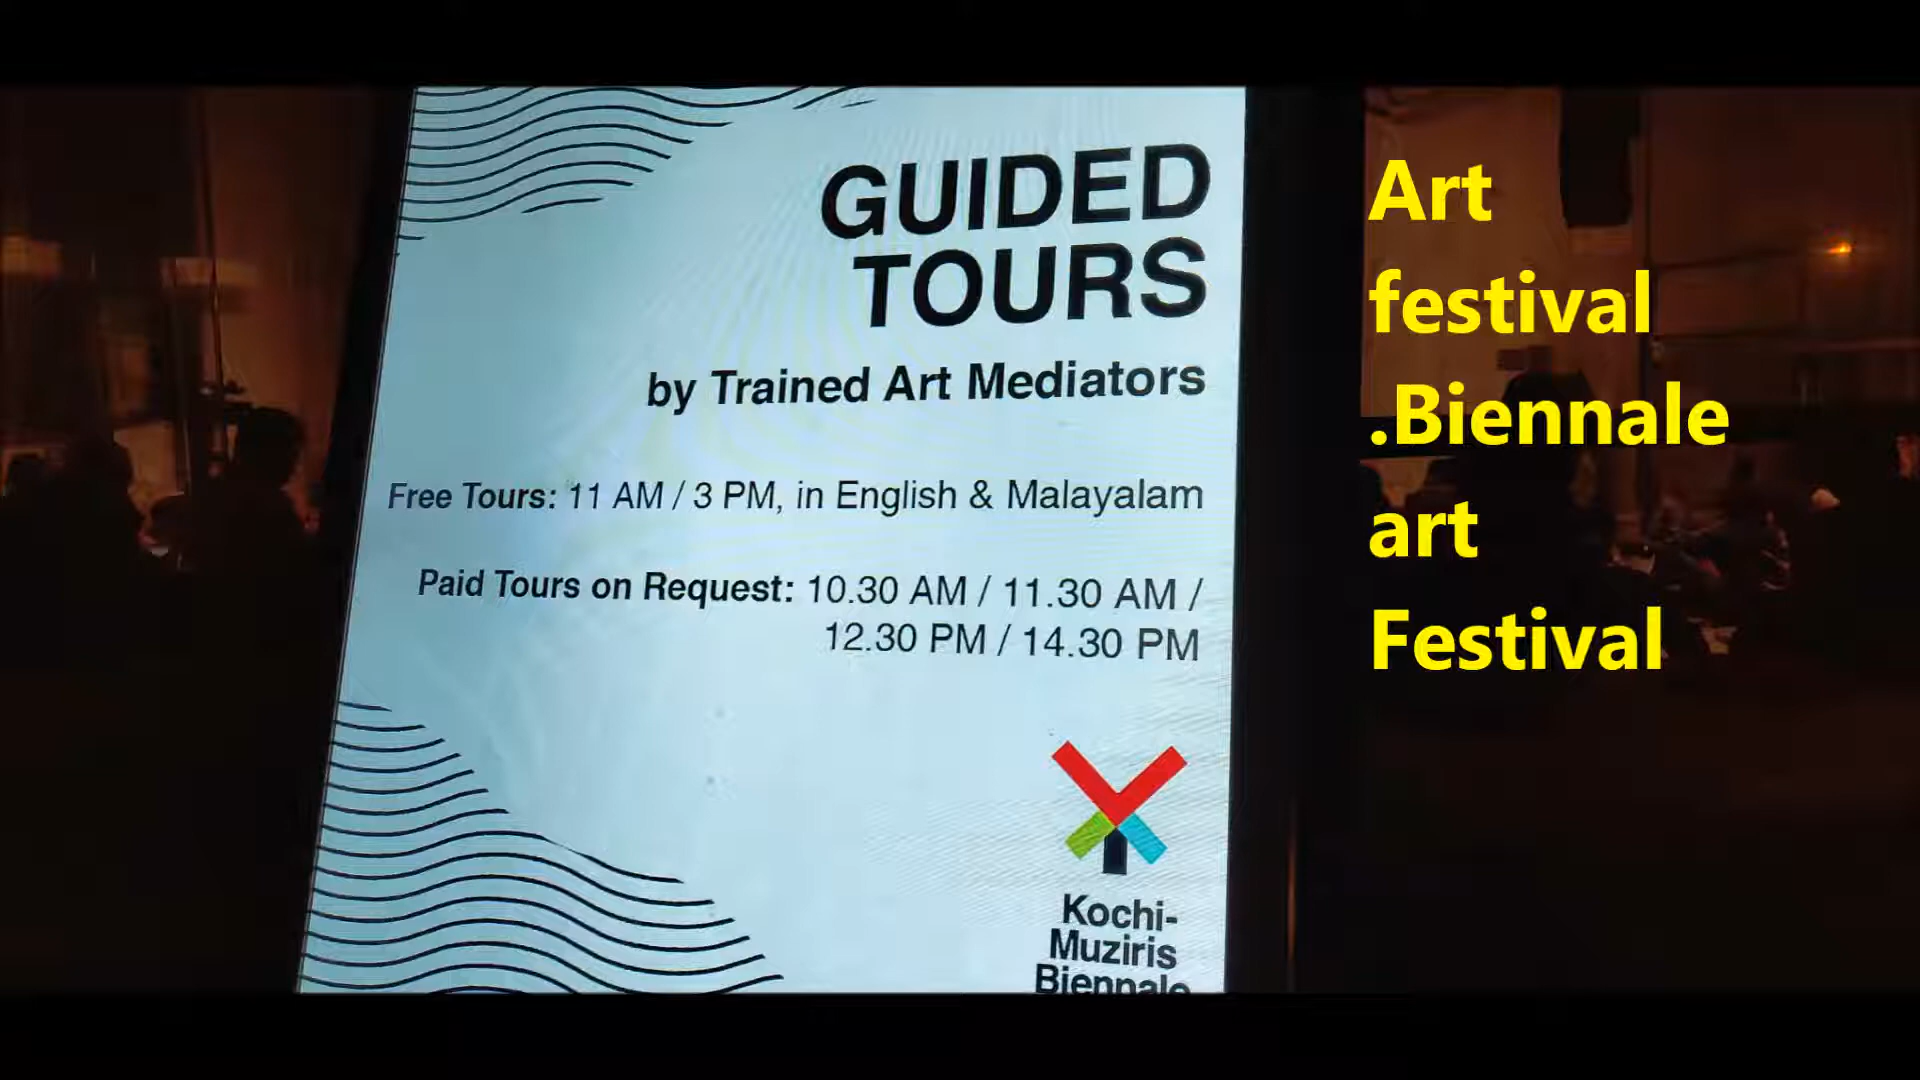 GUIDED
TOURS
by Trained Art Mediators
Free Tours: 11 AM / 3 PM, in English & Malayalam
Paid Tours on Request: 10.30 AM / 11.30 AM /
12.30 PM / 14.30 PM
Kochi-
Muziris
Biennale
Art
festival
.Biennale
art
Festival